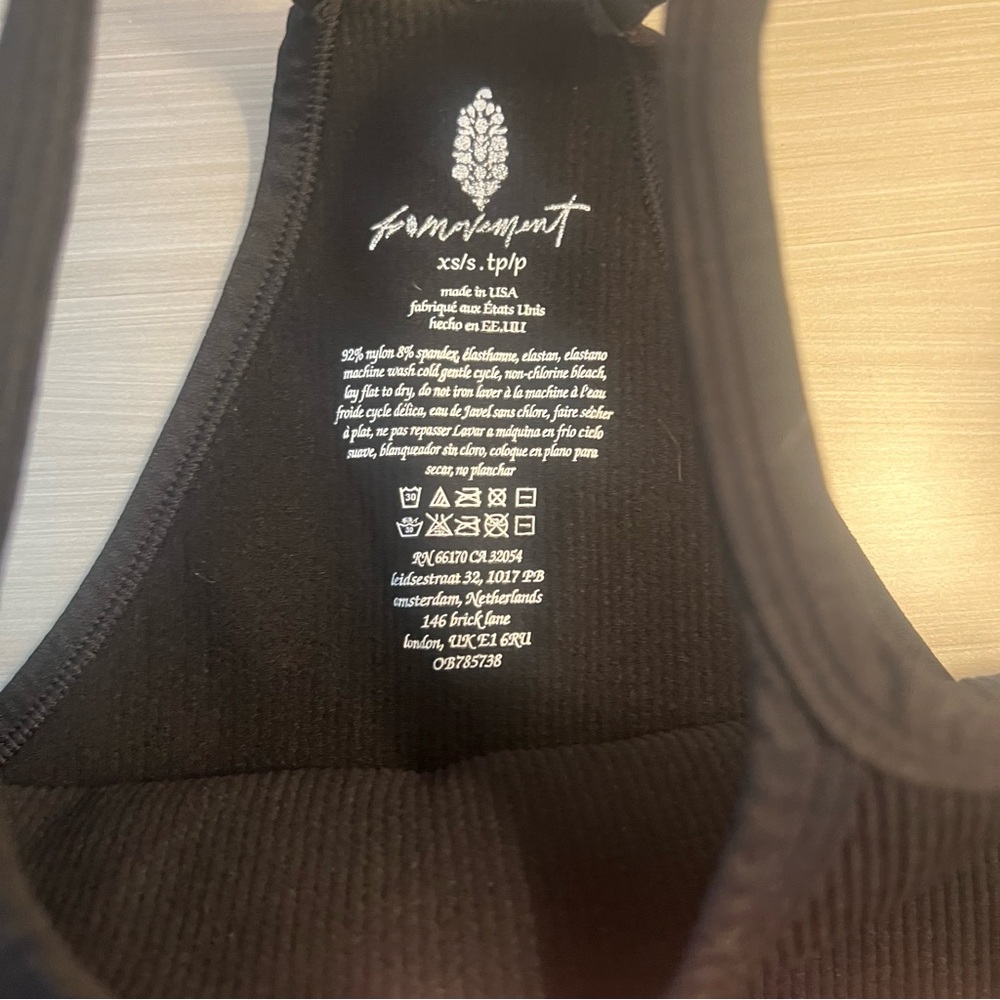 fpmovement
xs/s.tp/p
made in USA
fabriqué aux États Unis
hecho en EE.UU
92% nylon 8% spandex, élasthanne, elastan, elastano
machine wash cold gentle cycle, non-chlorine bleach,
lay flat to dry, do not iron laver à la machine à l'eau
froide cycle délica, eau de Javel sans chlore, faire sécher
à plat, ne pas repasser Lavar a máquina en frío ciclo
suave, blanqueador sin cloro, coloque en plano para
secar, no planchar
30
30
RN 66170 CA 32054
leidsestraat 32, 1017 PB
amsterdam, Netherlands
146 brick lane
london, UK E1 6RU
OB785738